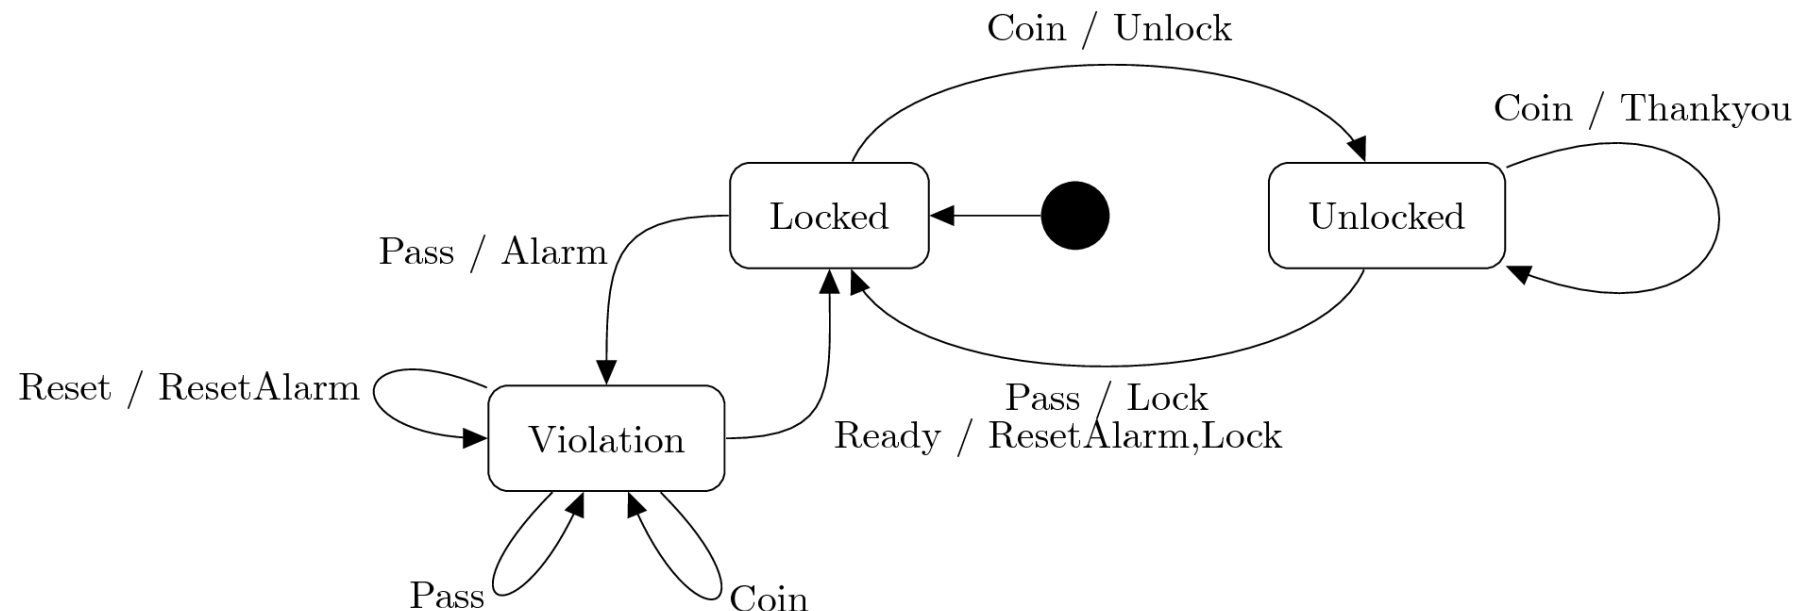 Coin / Unlock
Coin / Thankyou
Locked
Unlocked
Pass / Alarm
Reset / ResetAlarm
Pass / Lock
Ready / ResetAlarm,Lock
Violation
Pass
Coin